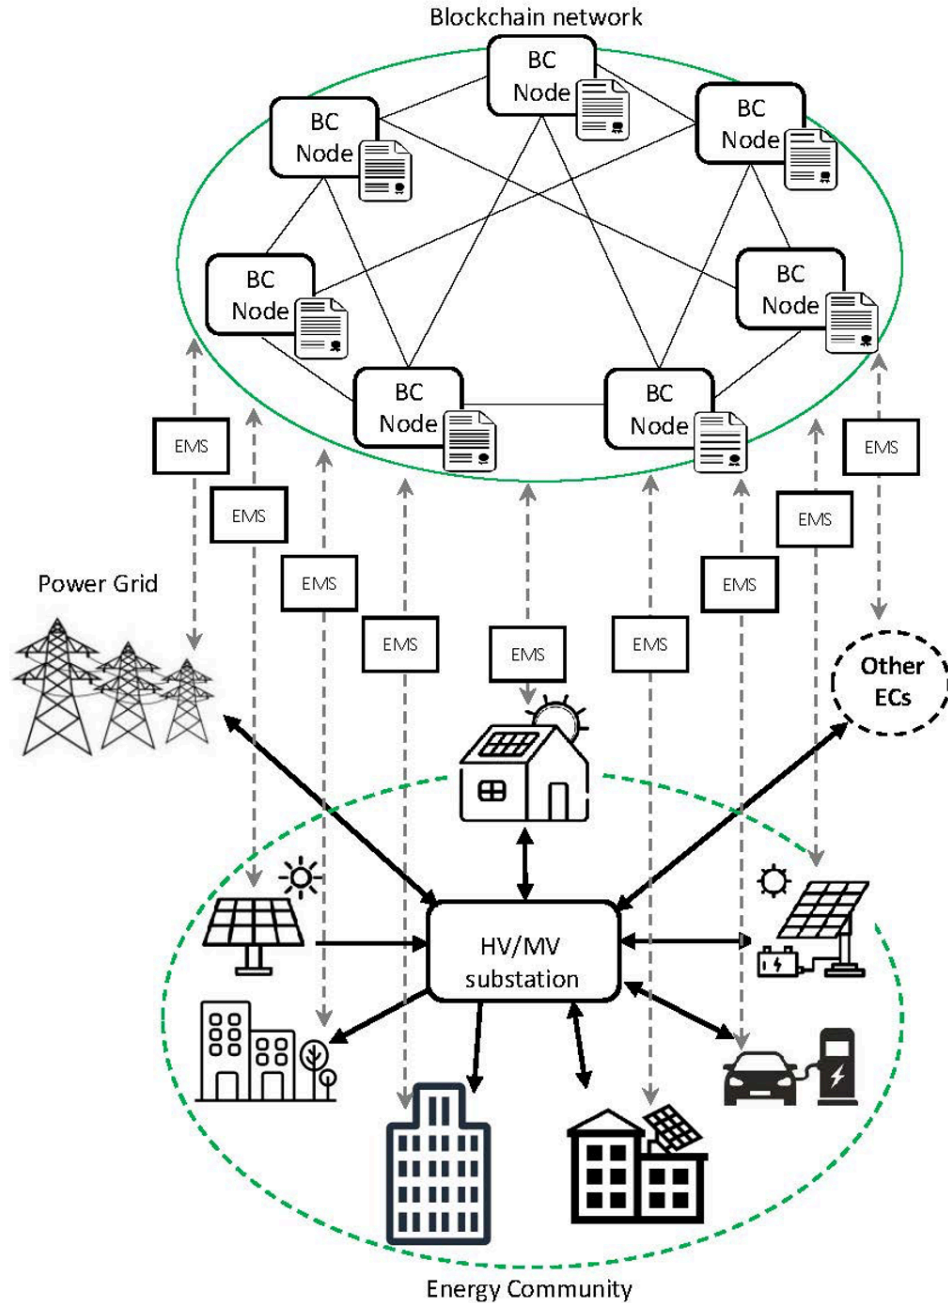 Blockchain network
BC
Node
BC
Node
BC
Node
BC
Node
BC
Node
BC
Node
BC
Node
EMS
EMS
EMS
EMS
EMS
EMS
EMS
EMS
EMS
Power Grid
Other
ECs
HV/MV
substation
Energy Community